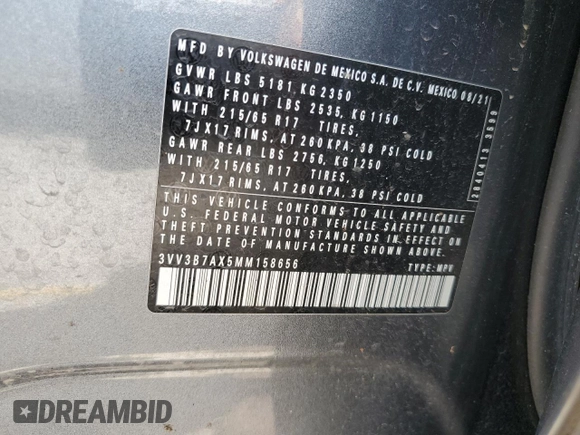 MFD BY VOLKSWAGEN DE MEXICO S.A. DE C.V. MEXICO 08/21
GVWR LBS 5181, KG 2350
GAWR FRONT LBS 2535, KG 1150
WITH 215/65 R17 TIRES,
7JX17 RIMS, AT 260 KPA, 38 PSI COLD
GAWR REAR LBS 2756, KG 1250
WITH 215/65 R17 TIRES,
7JX17 RIMS, AT 260 KPA, 38 PSI COLD
THIS VEHICLE CONFORMS TO ALL APPLICABLE
U.S. FEDERAL MOTOR VEHICLE SAFETY AND
THEFT PREVENTION STANDARDS IN EFFECT ON
THE DATE OF MANUFACTURE SHOWN ABOVE.
3VV3B7AX5MM158656 TYPE: MPV
DREAMBID